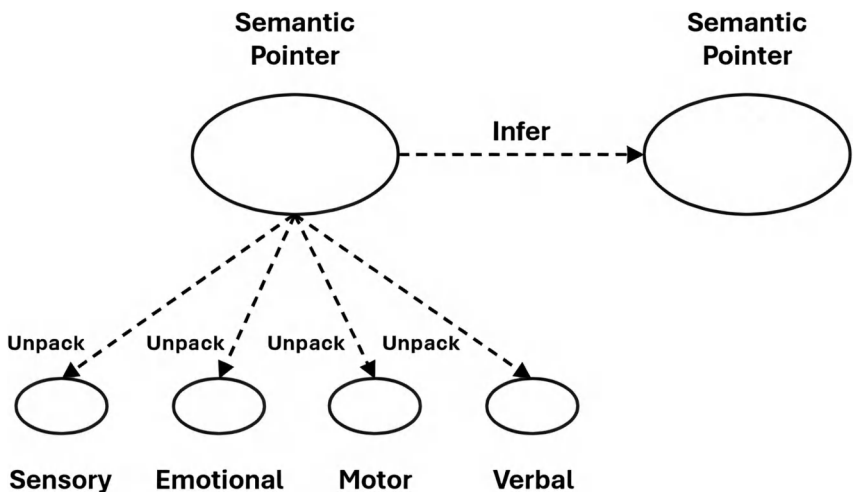 Semantic
Pointer
Semantic
Pointer
Infer
Unpack
Unpack
Unpack
Unpack
Sensory
Emotional
Motor
Verbal